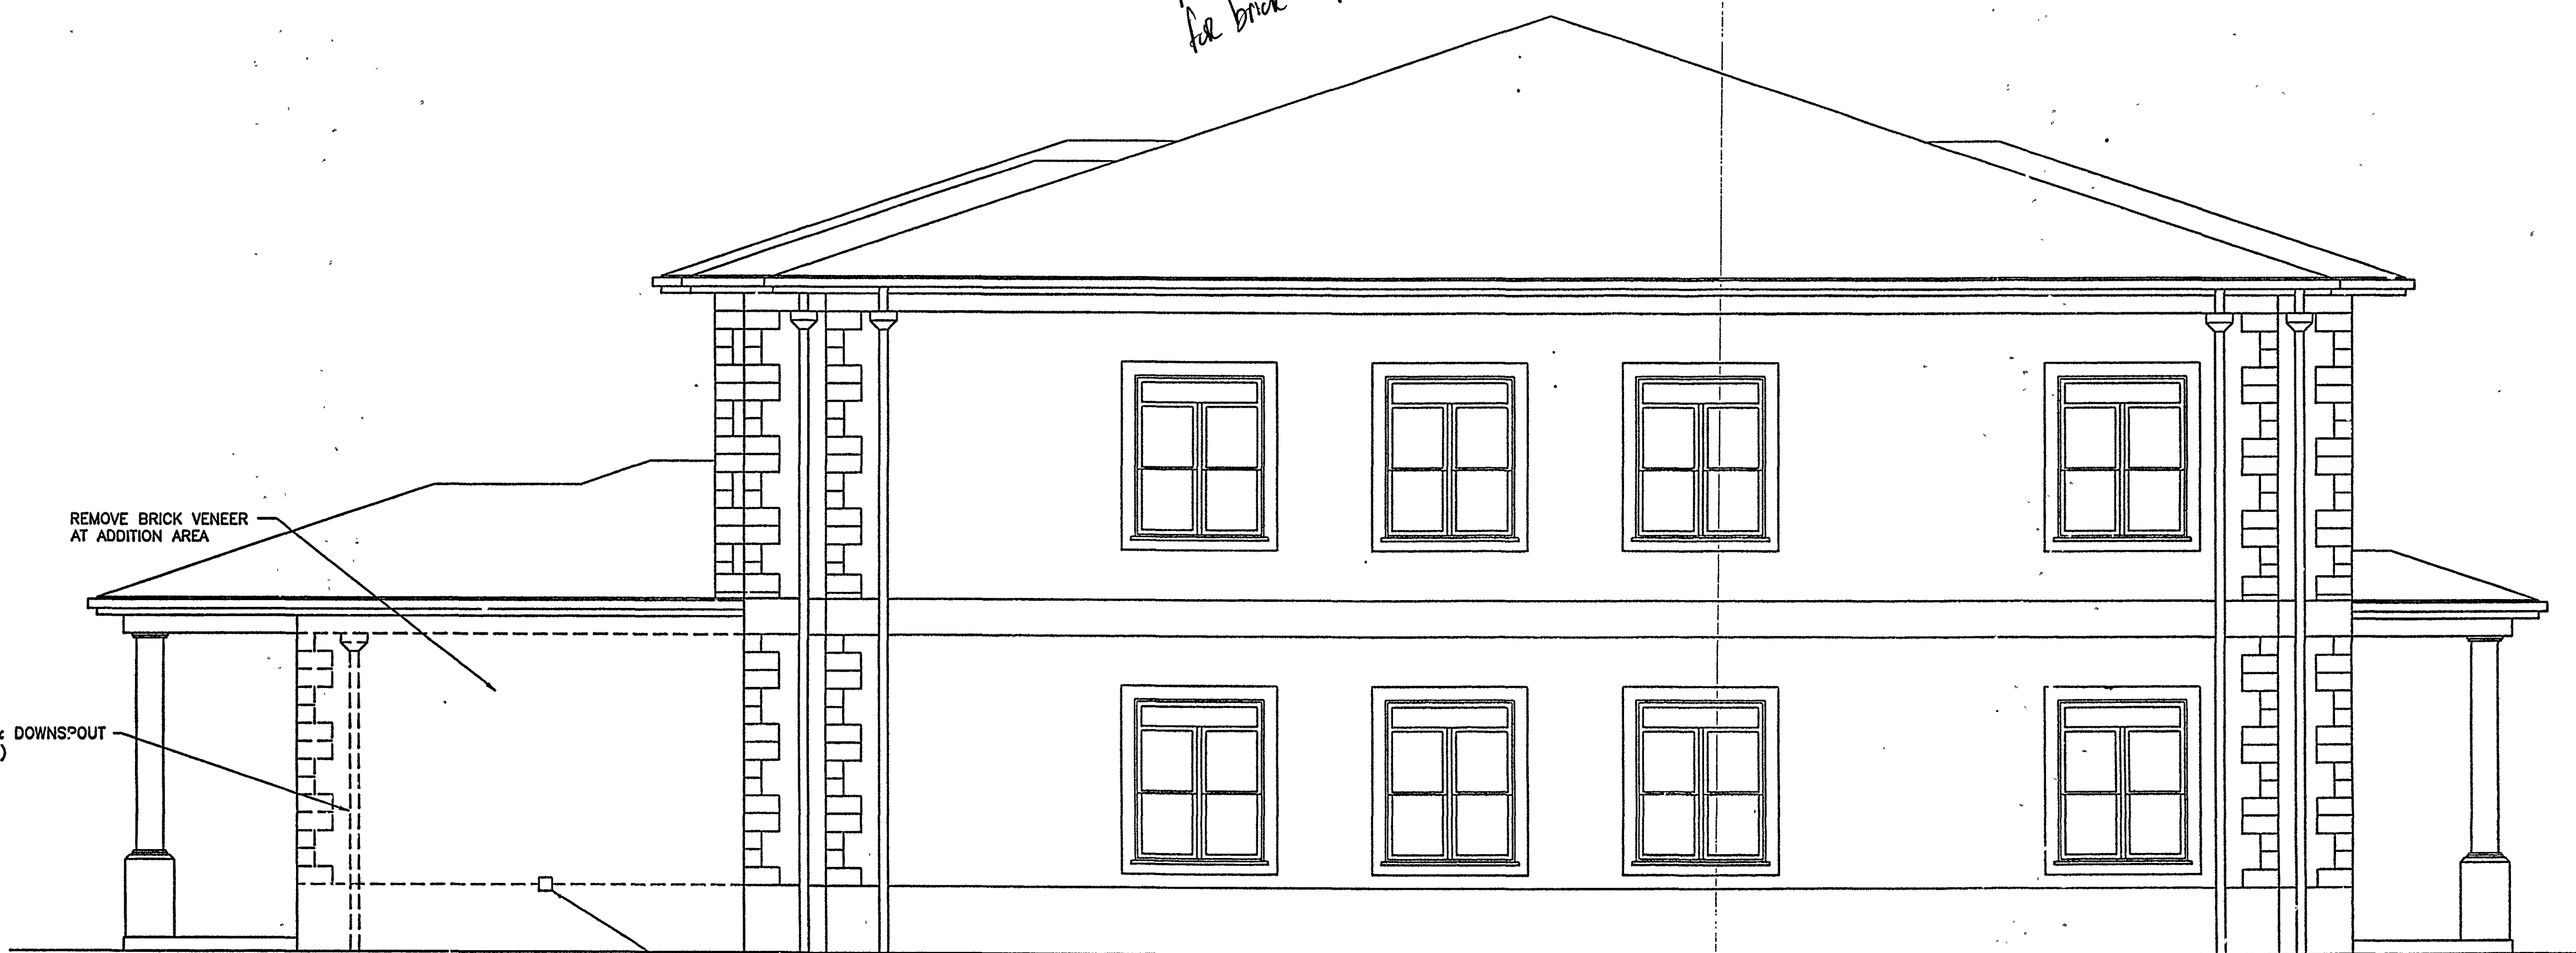 for brick
REMOVE BRICK VENEER
AT ADDITION AREA
DOWNSPOUT
)